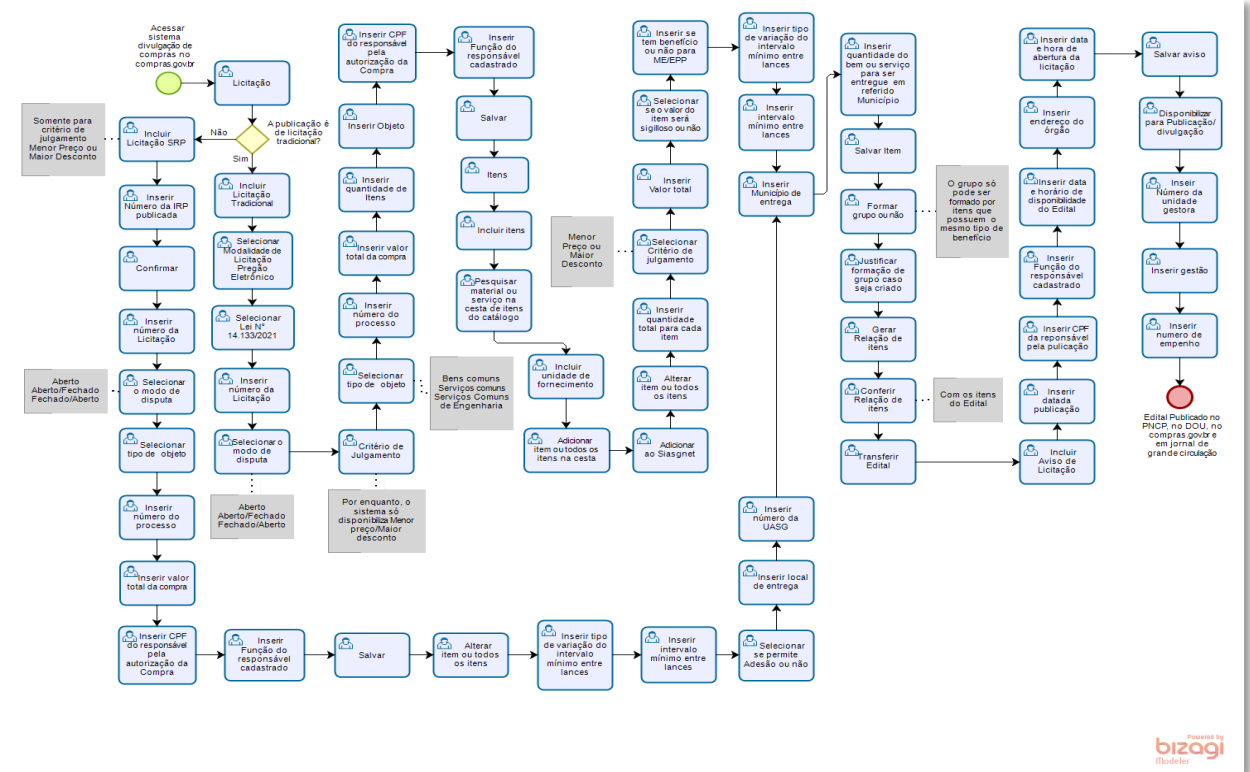 Acessar
sistema
divulgação de
compras no
compras.govbr
Licitação
A publicação é
de licitação
tradicional?
Não
Sim
Somente para
critério de
julgamento
Menor Preço ou
Maior Desconto
Incluir
Licitação SRP
Inserir
Número da IRP
publicada
Confirmar
Inserir
número da
Licitação
Aberto
Aberto/Fechado
Fechado/Aberto
Selecionar
o modo de
disputa
Selecionar
tipo de objeto
Inserir
número do
processo
Inserir valor
total da compra
Inserir CPF
do responsável
pela
autorização da
Compra
Inserir
Função do
responsável
cadastrado
Salvar
Alterar
item ou todos
os itens
Inserir tipo
de variação do
intervalo
mínimo entre
lances
Inserir
intervalo
mínimo entre
lances
Selecionar
se permite
Adesão ou não
Inserir local
de entrega
Inserir
número da
UASG
Incluir
Licitação
Tradicional
Selecionar
Modalidade de
Licitação
Pregão
Eletrônico
Selecionar
Lei N°
14.133/2021
Inserir
número da
Licitação
Selecionar o
modo de
disputa
Aberto
Aberto/Fechado
Fechado/Aberto
Critério de
Julgamento
Por enquanto, o
sistema só
disponibiliza Menor
preço/Maior
desconto
Selecionar
tipo de objeto
Bens comuns
Serviços comuns
Serviços Comuns
de Engenharia
Inserir
número do
processo
Inserir valor
total da compra
Inserir
quantidade de
Itens
Inserir Objeto
Inserir CPF
do responsável
pela
autorização da
Compra
Inserir
Função do
responsável
cadastrado
Salvar
Itens
Incluir itens
Pesquisar
material ou
serviço na
cesta de itens
do catálogo
Incluir
unidade de
fornecimento
Adicionar
item ou todos os
itens na cesta
Adicionar
ao Siasgnet
Alterar
item ou todos
os itens
Inserir
quantidade
total para cada
item
Selecionar
Critério de
julgamento
Menor
Preço ou
Maior
Desconto
Inserir
Valor total
Selecionar
se o valor do
item será
sigiloso ou não
Inserir se
tem benefício
ou não para
ME/EPP
Inserir tipo
de variação do
intervalo
mínimo entre
lances
Inserir
intervalo
mínimo entre
lances
Inserir
Município de
entrega
Inserir
quantidade do
bem ou serviço
para ser
entregue em
referido
Município
Salvar Item
Formar
grupo ou não
O grupo só
pode ser
formado por
itens que
possuem o
mesmo tipo de
benefício
Justificar
formação de
grupo caso
seja criado
Gerar
Relação de
itens
Conferir
Relação de
itens
Com os itens
do Edital
Transferir
Edital
Incluir
Aviso de
Licitação
Inserir
datada
publicação
Inserir CPF
da reponsável
pela pulicação
Inserir
Função do
responsável
cadastrado
Inserir data
e horário de
disponiblidade
do Edital
Inserir
endereço do
órgão
Inserir data
e hora de
abertura da
licitação
Salvar aviso
Disponibilizar
para Publicação/
divulgação
Inseir
Número da
unidade
gestora
Inserir gestão
Inserir
numero de
empenho
Edital Publicado no
PNCP, no DOU, no
compras.govbr e
em jornal de
grande circulação
Powered by
bizagi
Modeler